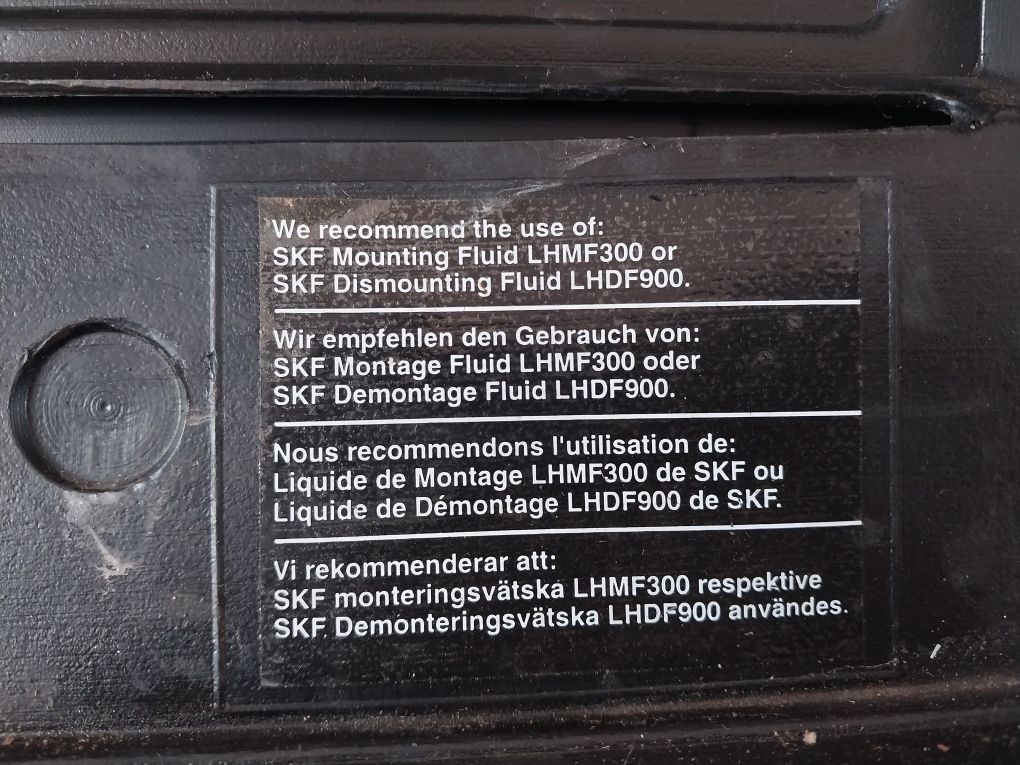 We recommend the use of:
SKF Mounting Fluid LHMF300 or
SKF Dismounting Fluid LHDF900.
Wir empfehlen den Gebrauch von:
SKF Montage Fluid LHMF300 oder
SKF Demontage Fluid LHDF900.
Nous recommendons l'utilisation de:
Liquide de Montage LHMF300 de SKF ou
Liquide de Démontage LHDF900 de SKF.
Vi rekommenderar att:
SKF monteringsvätska LHMF300 respektive
SKF Demonteringsvätska LHDF900 användes.